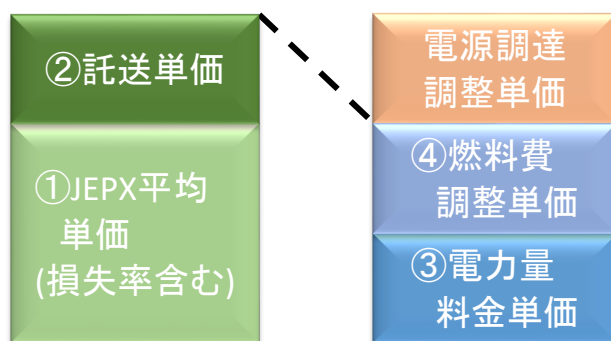 ②託送単価
①JEPX平均
単価
(損失率含む)
電源調達
調整単価
④燃料費
調整単価
③電力量
料金単価